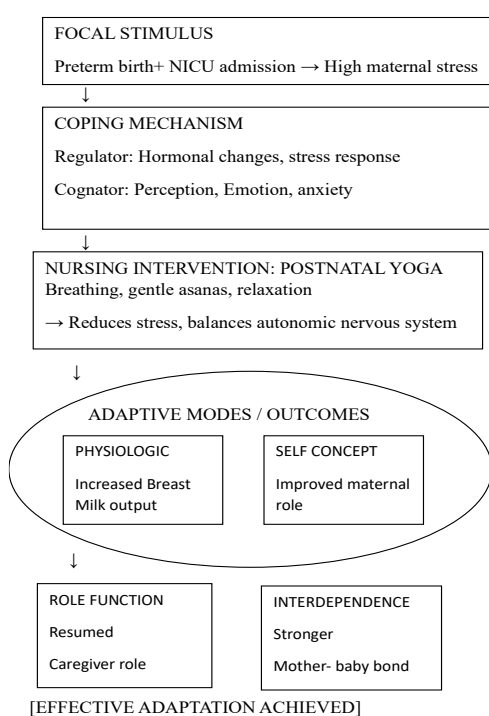 FOCAL STIMULUS
Preterm birth+ NICU admission → High maternal stress
↓
COPING MECHANISM
Regulator: Hormonal changes, stress response
Cognator: Perception, Emotion, anxiety
↓
NURSING INTERVENTION: POSTNATAL YOGA
Breathing, gentle asanas, relaxation
→ Reduces stress, balances autonomic nervous system
↓
ADAPTIVE MODES / OUTCOMES
PHYSIOLOGIC
Increased Breast
Milk output
SELF CONCEPT
Improved maternal
role
↓
ROLE FUNCTION
Resumed
Caregiver role
INTERDEPENDENCE
Stronger
Mother- baby bond
[EFFECTIVE ADAPTATION ACHIEVED]